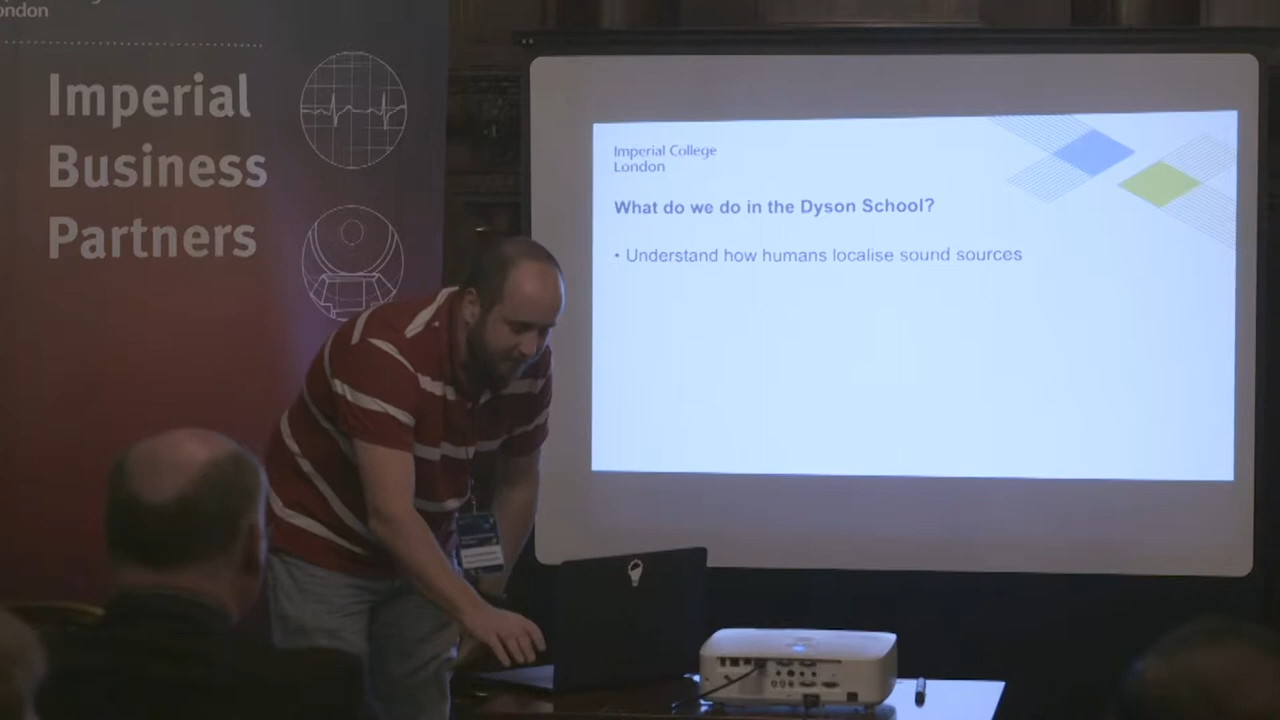 London
Imperial
Business
Partners
Imperial College
London
What do we do in the Dyson School?
• Understand how humans localise sound sources